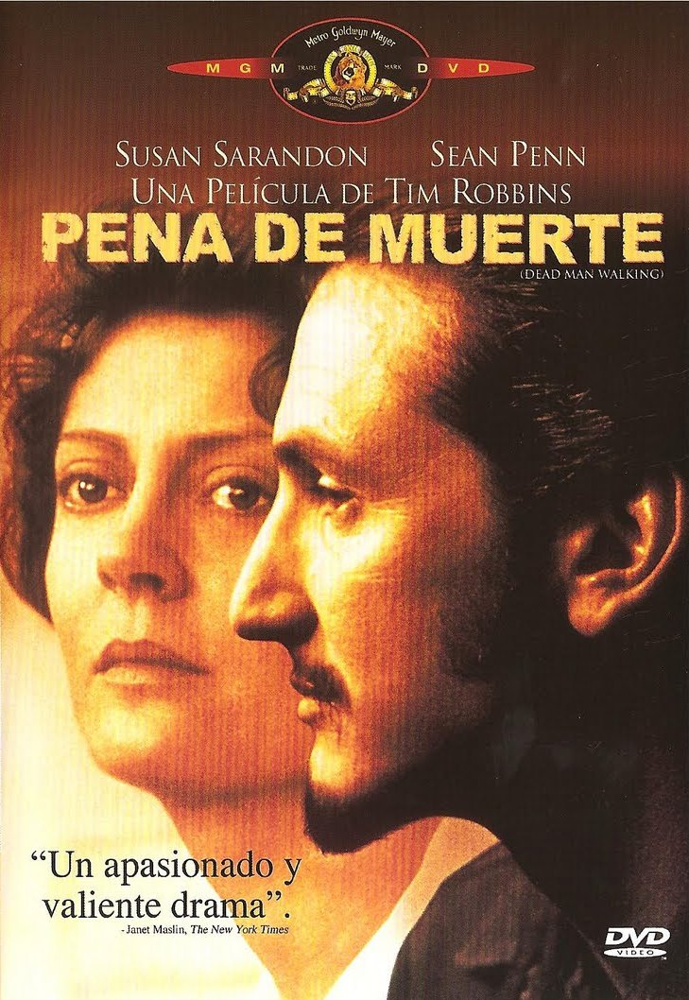 Metro Goldwyn Mayer
MGM TRADE MARK DVD
SUSAN SARANDON SEAN PENN
UNA PELÍCULA DE TIM ROBBINS
PENA DE MUERTE
(DEAD MAN WALKING)
“Un apasionado y
valiente drama”.
-Janet Maslin, The New York Times
DVD
VIDEO